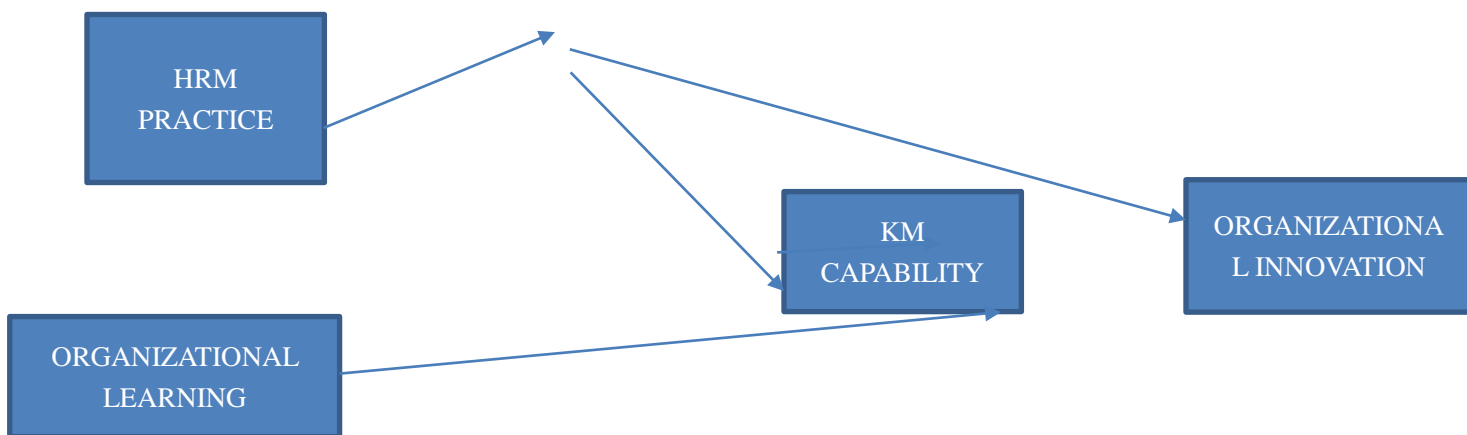 HRM
PRACTICE
KM
CAPABILITY
ORGANIZATIONA
L INNOVATION
ORGANIZATIONAL
LEARNING